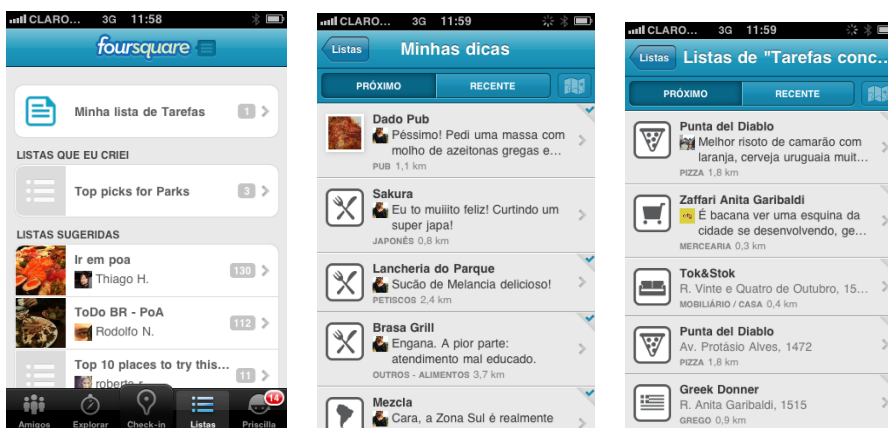 CLARO... 3G 11:58
foursquare
Minha lista de Tarefas 1
LISTAS QUE EU CRIEI
Top picks for Parks 3
LISTAS SUGERIDAS
Ir em poa
Thiago H. 130
ToDo BR - PoA
Rodolfo N. 112
Top 10 places to try this...
roberta r. 11
Amigos Explorar Check-in Listas Priscilla 14
CLARO... 3G 11:59
Listas Minhas dicas
PRÓXIMO RECENTE
Dado Pub
Péssimo! Pedi uma massa com
molho de azeitonas gregas e...
PUB 1,1 km
Sakura
Eu to muiiito feliz! Curtindo um
super japa!
JAPONÊS 0,8 km
Lancheria do Parque
Sucão de Melancia delicioso!
PETISCOS 2,4 km
Brasa Grill
Engana. A pior parte:
atendimento mal educado.
OUTROS - ALIMENTOS 3,7 km
Mezcla
Cara, a Zona Sul é realmente
CLARO... 3G 11:59
Listas Listas de "Tarefas conc...
PRÓXIMO RECENTE
Punta del Diablo
Melhor risoto de camarão com
laranja, cerveja uruguaia muit...
PIZZA 1,8 km
Zaffari Anita Garibaldi
É bacana ver uma esquina da
cidade se desenvolvendo, ge...
MERCEARIA 0,3 km
Tok&Stok
R. Vinte e Quatro de Outubro, 15...
MOBILIÁRIO / CASA 0,4 km
Punta del Diablo
Av. Protásio Alves, 1472
PIZZA 1,8 km
Greek Donner
R. Anita Garibaldi, 1515
GREGO 0,9 km